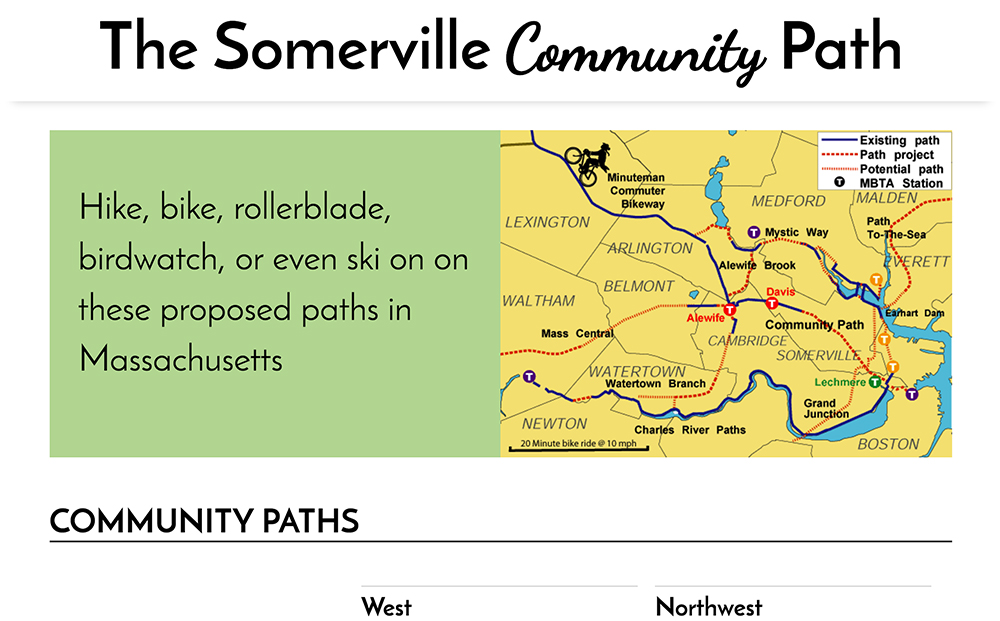 The Somerville Community Path
Hike, bike, rollerblade,
birdwatch, or even ski on on
these proposed paths in
Massachusetts
Existing path
Path project
Potential path
T MBTA Station
Minuteman
Commuter
Bikeway
LEXINGTON
MEDFORD
MALDEN
Path
To-The-Sea
T Mystic Way
ARLINGTON
EVERETT
Alewife Brook
T
BELMONT
WALTHAM
Davis
T
Alewife T
Earhart Dam
Community Path
Mass Central
CAMBRIDGE
T
SOMERVILLE
T
WATERTOWN
T
Watertown Branch
Lechmere T
T
Grand
Junction
NEWTON
Charles River Paths
BOSTON
20 Minute bike ride @ 10 mph
COMMUNITY PATHS
West
Northwest